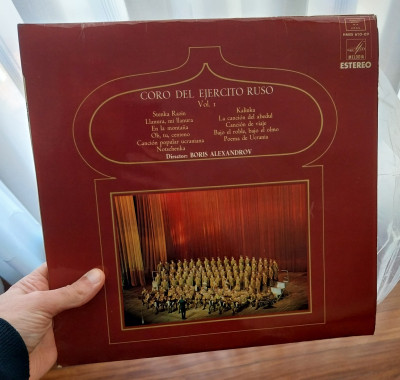 CORO DEL EJERCITO RUSO
Vol. 1
Stenka Razin
Llanura, mi llanura
En la montaña
Oh, tu, centeno
Canción popular ucraniana
Notschenka
Kalinka
La canción del abedul
Canción de viaje
Bajo el roble, bajo el olmo
Poema de Ucrania
Director: BORIS ALEXANDROV
ESTEREO